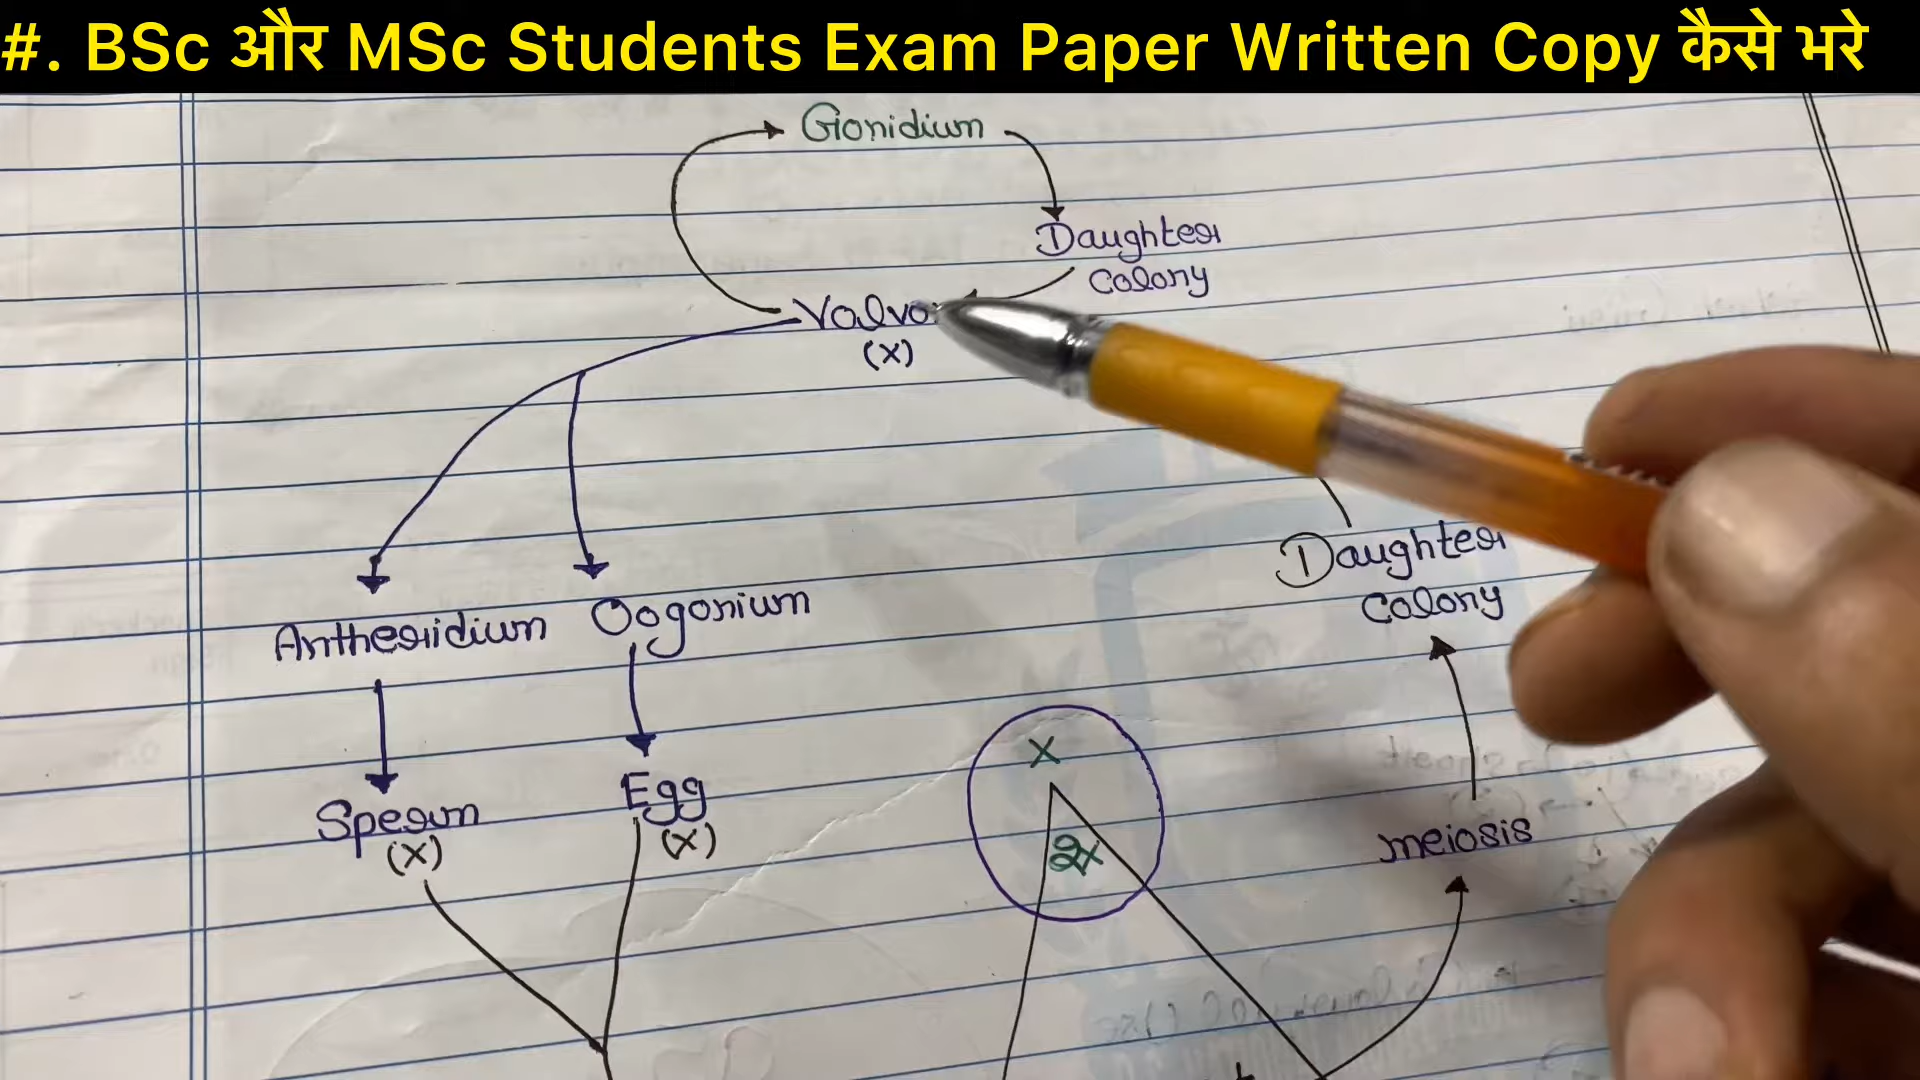 #. BSc और MSc Students Exam Paper Written Copy कैसे भरे
Gonidium
Daughter
Colony
(X)
Daughter
Colony
Antheridium Oogonium
X
2X
Egg
(X)
Sperm
(X)
meiosis